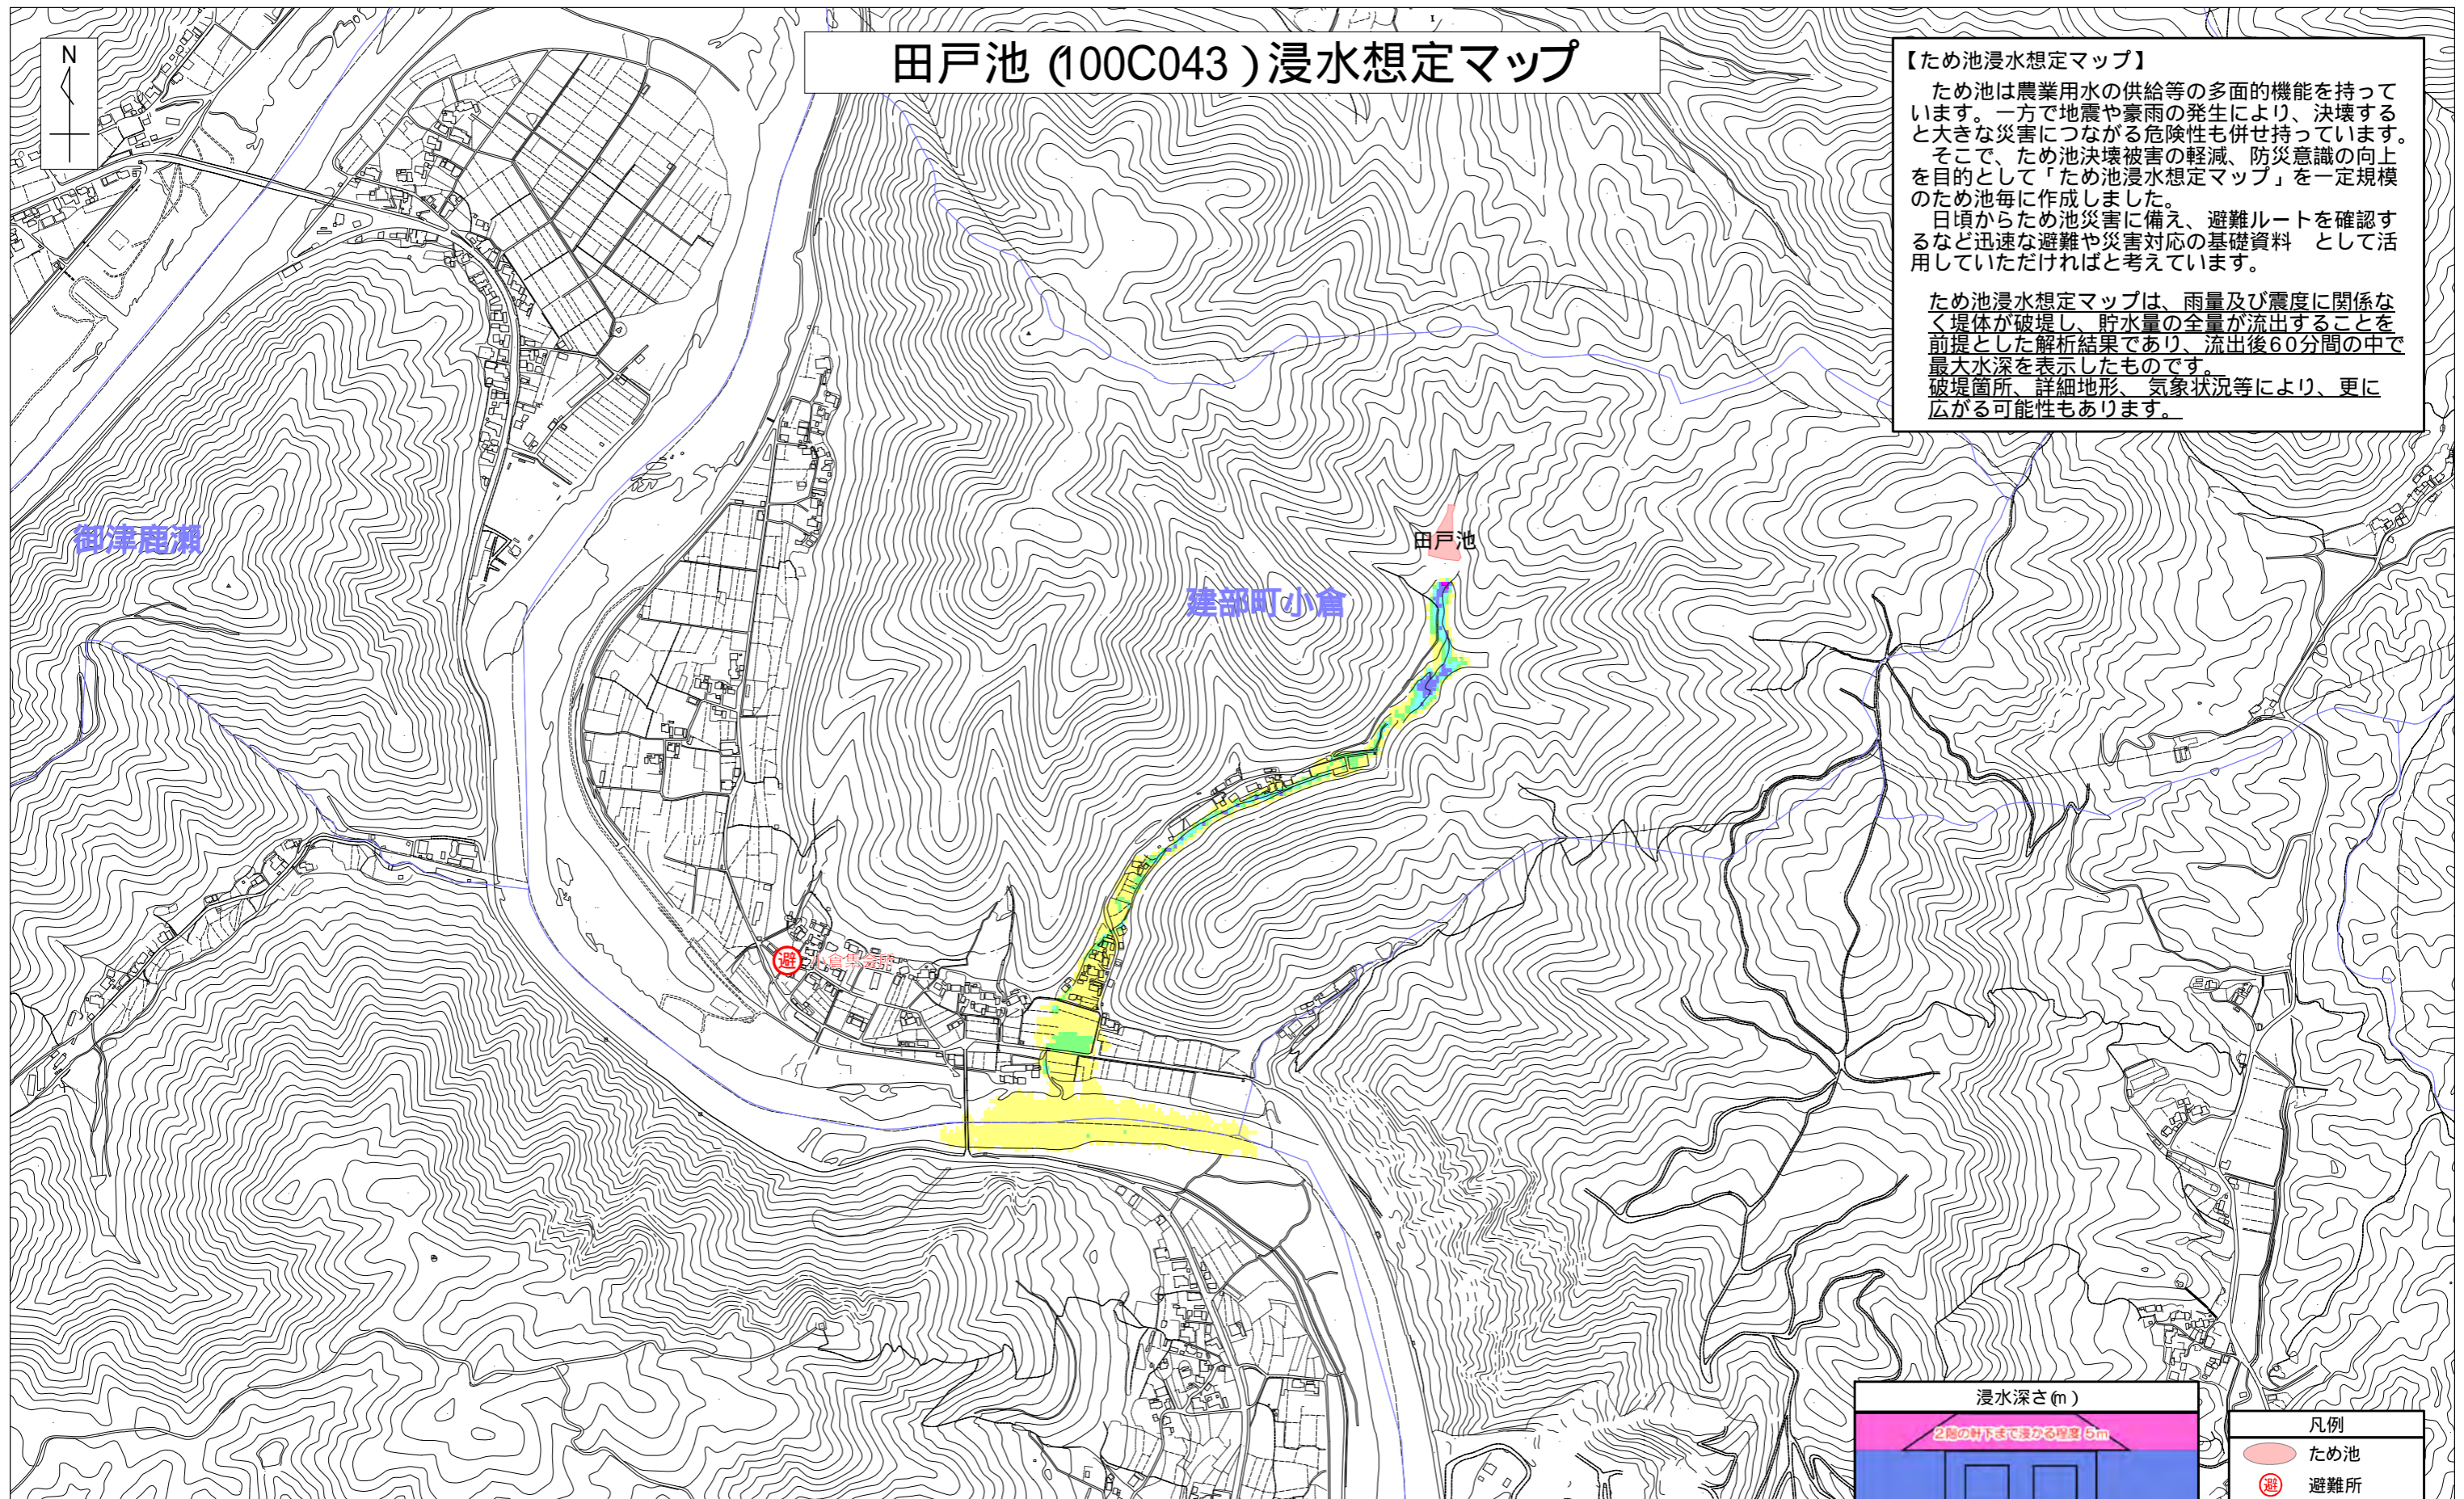 N
田戸池 (100C043 ) 浸水想定マップ
【ため池浸水想定マップ】
ため池は農業用水の供給等の多面的機能を持って
います。一方で地震や豪雨の発生により、決壊する
と大きな災害につながる危険性も併せ持っています。
そこで、ため池決壊被害の軽減、防災意識の向上
を目的として「ため池浸水想定マップ」を一定規模
のため池毎に作成しました。
日頃からため池災害に備え、避難ルートを確認す
るなど迅速な避難や災害対応の基礎資料　として活
用していただければと考えています。
ため池浸水想定マップは、雨量及び震度に関係な
く堤体が破堤し、貯水量の全量が流出することを
前提とした解析結果であり、流出後60分間の中で
最大水深を表示したものです。
破堤箇所、詳細地形、 気象状況等により、更に
広がる可能性もあります。
御津鹿瀬
田戸池
建部町小倉
避 小倉集会所
浸水深さ(m )
2階の軒下まで浸かる程度 5m
凡例
ため池
避 避難所